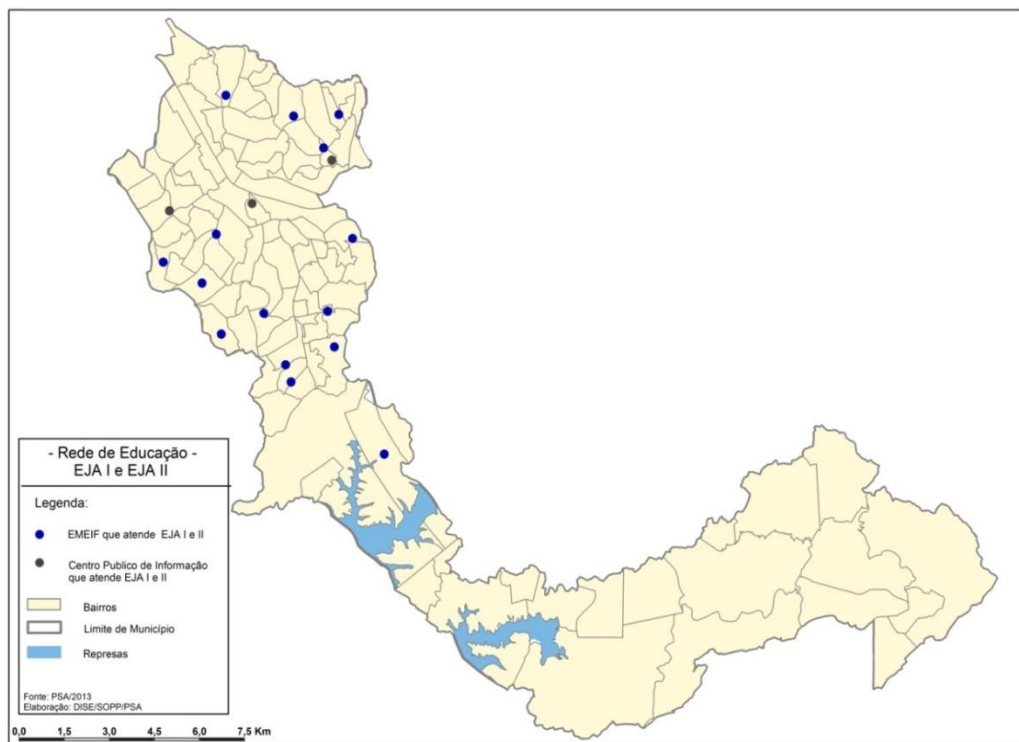 - Rede de Educação -
EJA I e EJA II
Legenda:
EMEIF que atende EJA I e II
Centro Publico de Informação
que atende EJA I e II
Bairros
Limite de Município
Represas
Fonte: PSA/2013
Elaboração: DISE/SOPP/PSA
0,0 1,5 3,0 4,5 6,0 7,5 Km